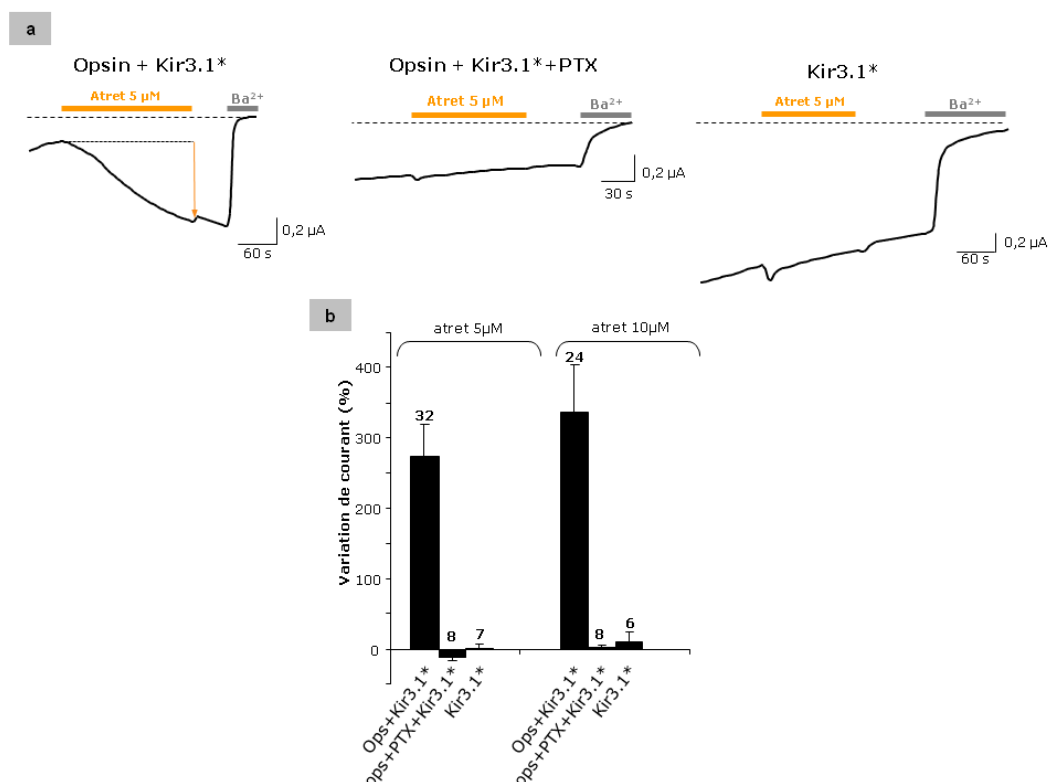 a
Opsin + Kir3.1*
Atret 5 µM
Ba²⁺
0,2 µA
60 s
Opsin + Kir3.1*+PTX
Atret 5 µM
Ba²⁺
0,2 µA
30 s
Kir3.1*
Atret 5 µM
Ba²⁺
0,2 µA
60 s
b
atret 5µM
atret 10µM
Variation de courant (%)
400
300
200
100
0
32
8
7
24
8
6
Ops+Kir3.1*
ops+PTX+Kir3.1*
Kir3.1*
Ops+Kir3.1*
ops+PTX+Kir3.1*
Kir3.1*